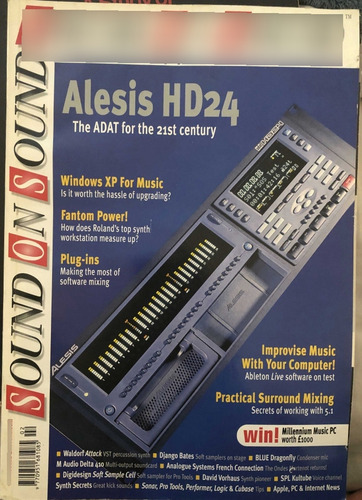 SOUND ON SOUND
TM
Alesis HD24
The ADAT for the 21st century
Windows XP For Music
Is it worth the hassle of upgrading?
Fantom Power!
How does Roland's top synth
workstation measure up?
Plug-ins
Making the most of
software mixing
ALESIS
ALESIS
Improvise Music
With Your Computer!
Ableton Live software on test
Practical Surround Mixing
Secrets of working with 5.1
win! Millennium Music PC
worth £1000
■ Waldorf Attack VST percussion synth ■ Django Bates Soft samplers on stage ■ BLUE Dragonfly Condenser mic
M Audio Delta 410 Multi-output soundcard ■ Analogue Systems French Connection The Ondes
■ Digidesign Soft Sample Cell Soft sampler for Pro Tools ■ David Vorhaus Synth pioneer ■ SPL Kultube Voice channel
Synth Secrets Great kick sounds ■ Sonar, Pro Tools, Performer, Logic & Cubase Tips ■ Apple, PC & Internet News